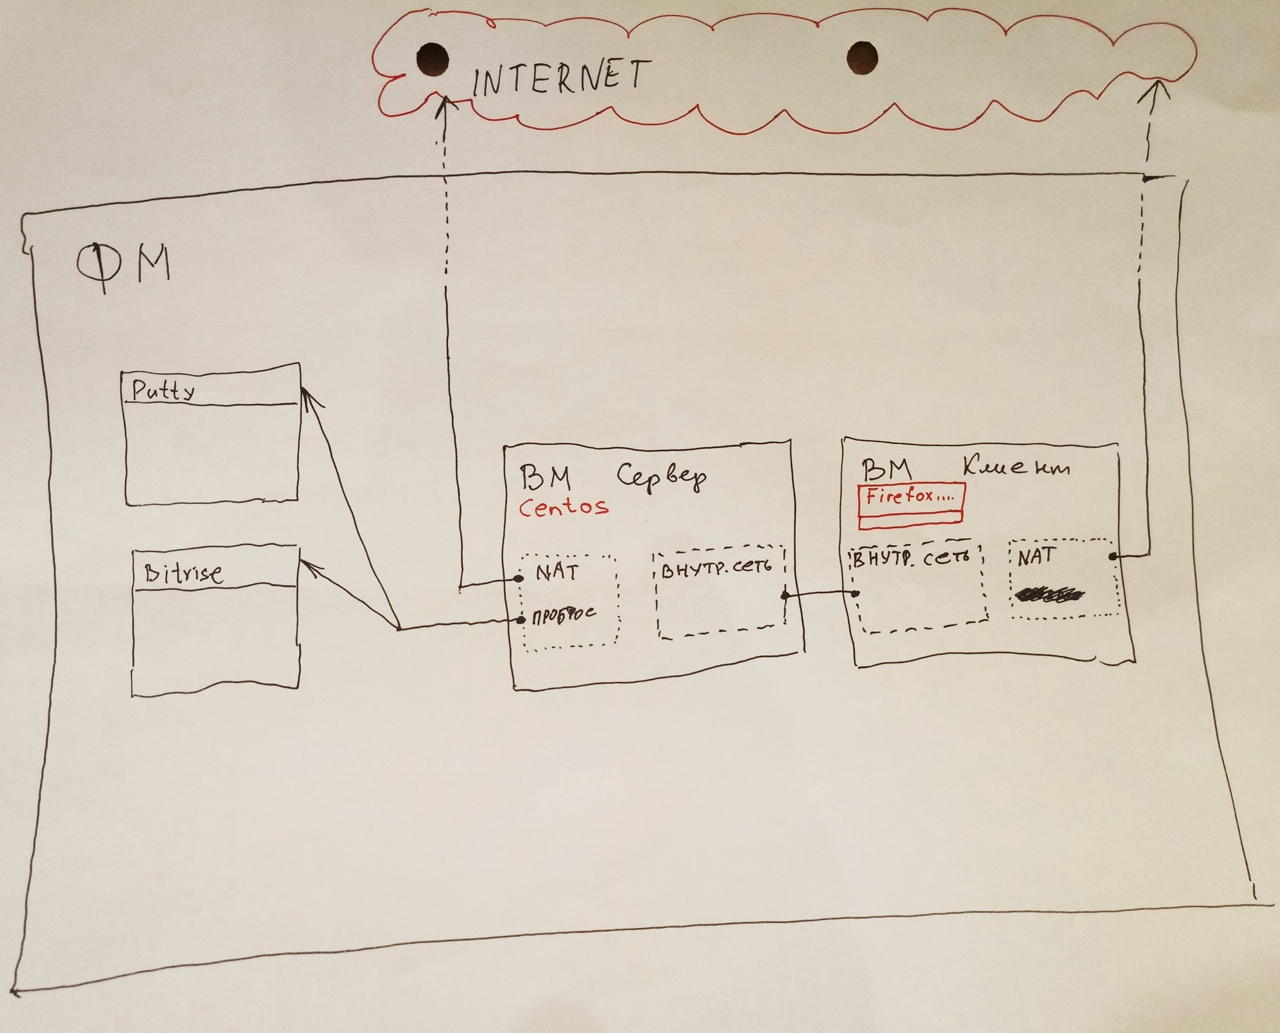 INTERNET
ФМ
Putty
Bitrise
ВМ Сервер
Centos
NAT
ПРОБРОС
ВНУТР. СЕТЬ
ВМ Клиент
Firefox....
ВНУТР. СЕТЬ
NAT